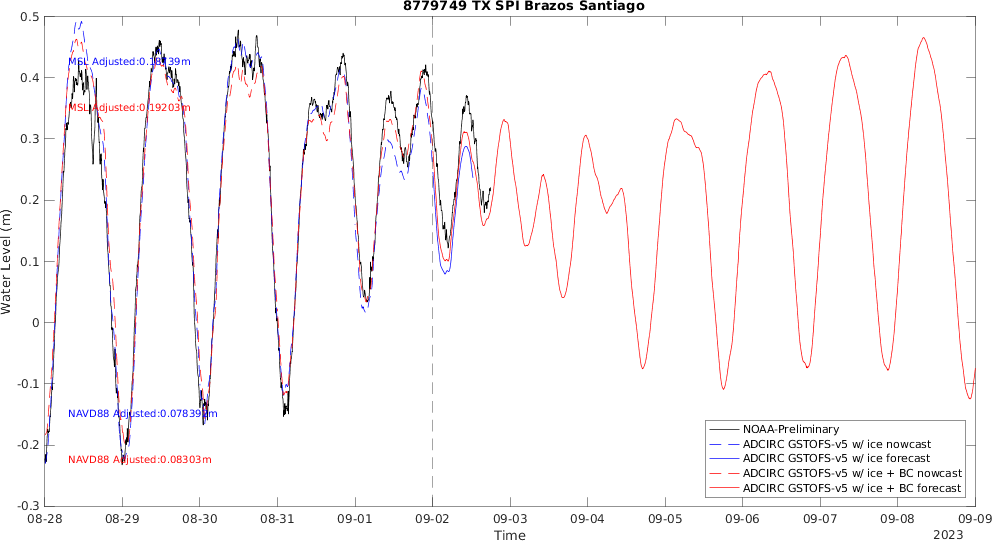 8779749 TX SPI Brazos Santiago
0.5
0.4
0.3
0.2
0.1
0
-0.1
-0.2
-0.3
Water Level (m)
MSL Adjusted:0.18739m
MSL Adjusted:0.19203m
NAVD88 Adjusted:0.078392m
NAVD88 Adjusted:0.08303m
NOAA-Preliminary
ADCIRC GSTOFS-v5 w/ ice nowcast
ADCIRC GSTOFS-v5 w/ ice forecast
ADCIRC GSTOFS-v5 w/ ice + BC nowcast
ADCIRC GSTOFS-v5 w/ ice + BC forecast
08-28 08-29 08-30 08-31 09-01 09-02 09-03 09-04 09-05 09-06 09-07 09-08 09-09
Time
2023